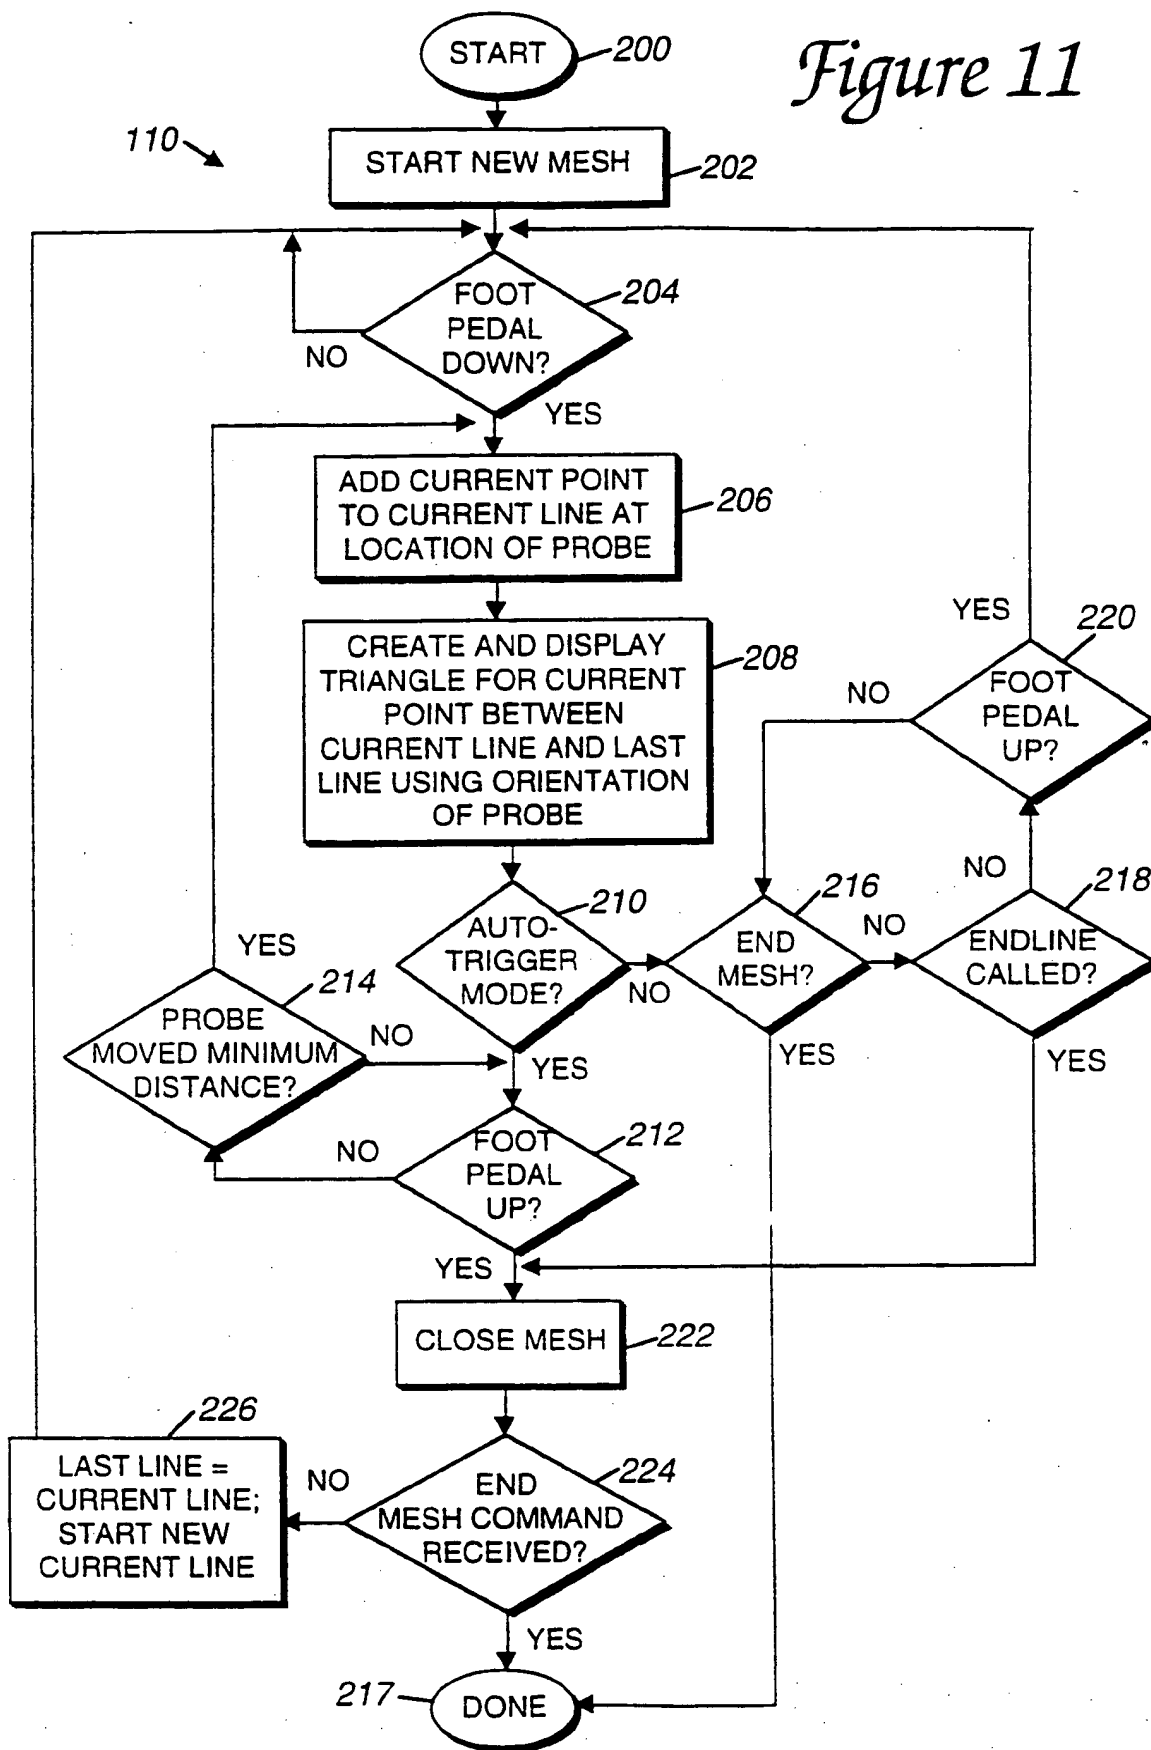 START
200
Figure 11
110
START NEW MESH
202
FOOT
PEDAL
DOWN?
204
NO
YES
ADD CURRENT POINT
TO CURRENT LINE AT
LOCATION OF PROBE
206
CREATE AND DISPLAY
TRIANGLE FOR CURRENT
POINT BETWEEN
CURRENT LINE AND LAST
LINE USING ORIENTATION
OF PROBE
208
YES
220
FOOT
PEDAL
UP?
NO
AUTO-
TRIGGER
MODE?
210
NO
YES
END
MESH?
216
NO
YES
ENDLINE
CALLED?
218
NO
YES
YES
214
PROBE
MOVED MINIMUM
DISTANCE?
NO
FOOT
PEDAL
UP?
212
NO
YES
CLOSE MESH
222
226
LAST LINE =
CURRENT LINE;
START NEW
CURRENT LINE
NO
END
MESH COMMAND
RECEIVED?
224
YES
217
DONE